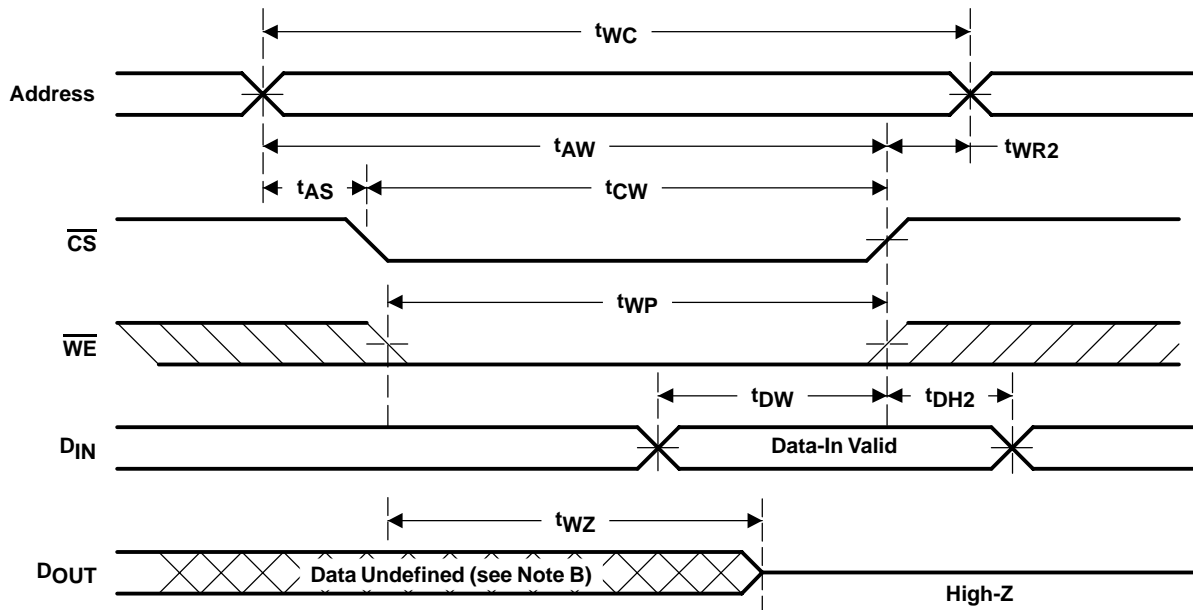 tWC
Address
tAW
tWR2
tAS
tCW
CS
tWP
WE
tDW
tDH2
DIN
Data-In Valid
tWZ
DOUT
Data Undefined (see Note B)
High-Z